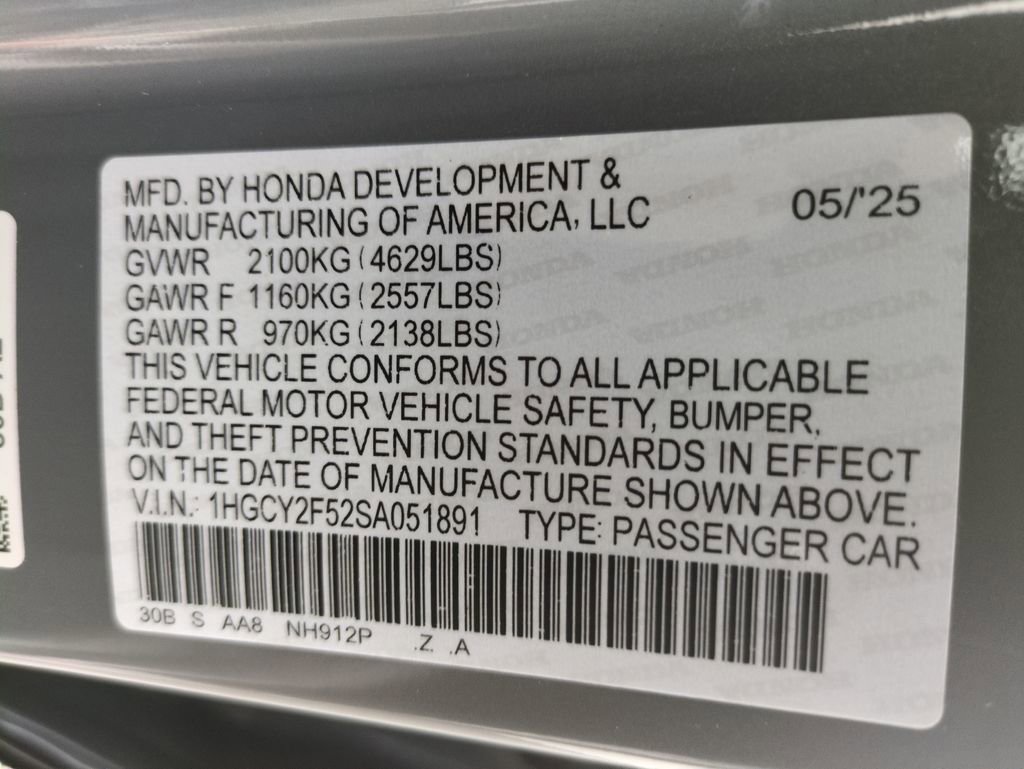 MFD. BY HONDA DEVELOPMENT &
MANUFACTURING OF AMERICA, LLC 05/'25
GVWR 2100KG (4629LBS)
GAWR F 1160KG (2557LBS)
GAWR R 970KG (2138LBS)
THIS VEHICLE CONFORMS TO ALL APPLICABLE
FEDERAL MOTOR VEHICLE SAFETY, BUMPER,
AND THEFT PREVENTION STANDARDS IN EFFECT
ON THE DATE OF MANUFACTURE SHOWN ABOVE.
V.I.N.: 1HGCY2F52SA051891 TYPE: PASSENGER CAR
30B S AA8 NH912P .Z .A